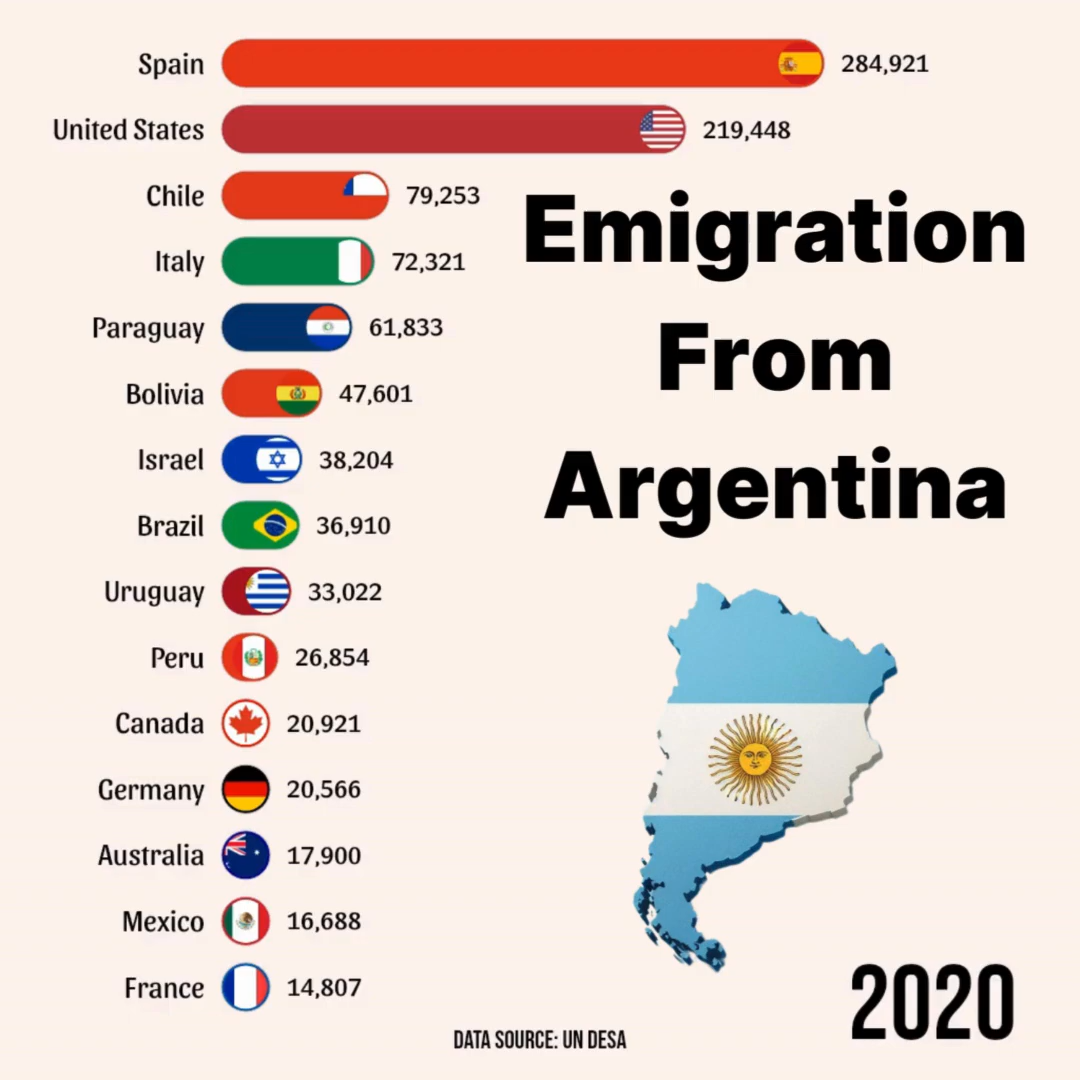 Spain 284,921
United States 219,448
Chile 79,253
Italy 72,321
Paraguay 61,833
Bolivia 47,601
Israel 38,204
Brazil 36,910
Uruguay 33,022
Peru 26,854
Canada 20,921
Germany 20,566
Australia 17,900
Mexico 16,688
France 14,807
Emigration
From
Argentina
2020
DATA SOURCE: UN DESA